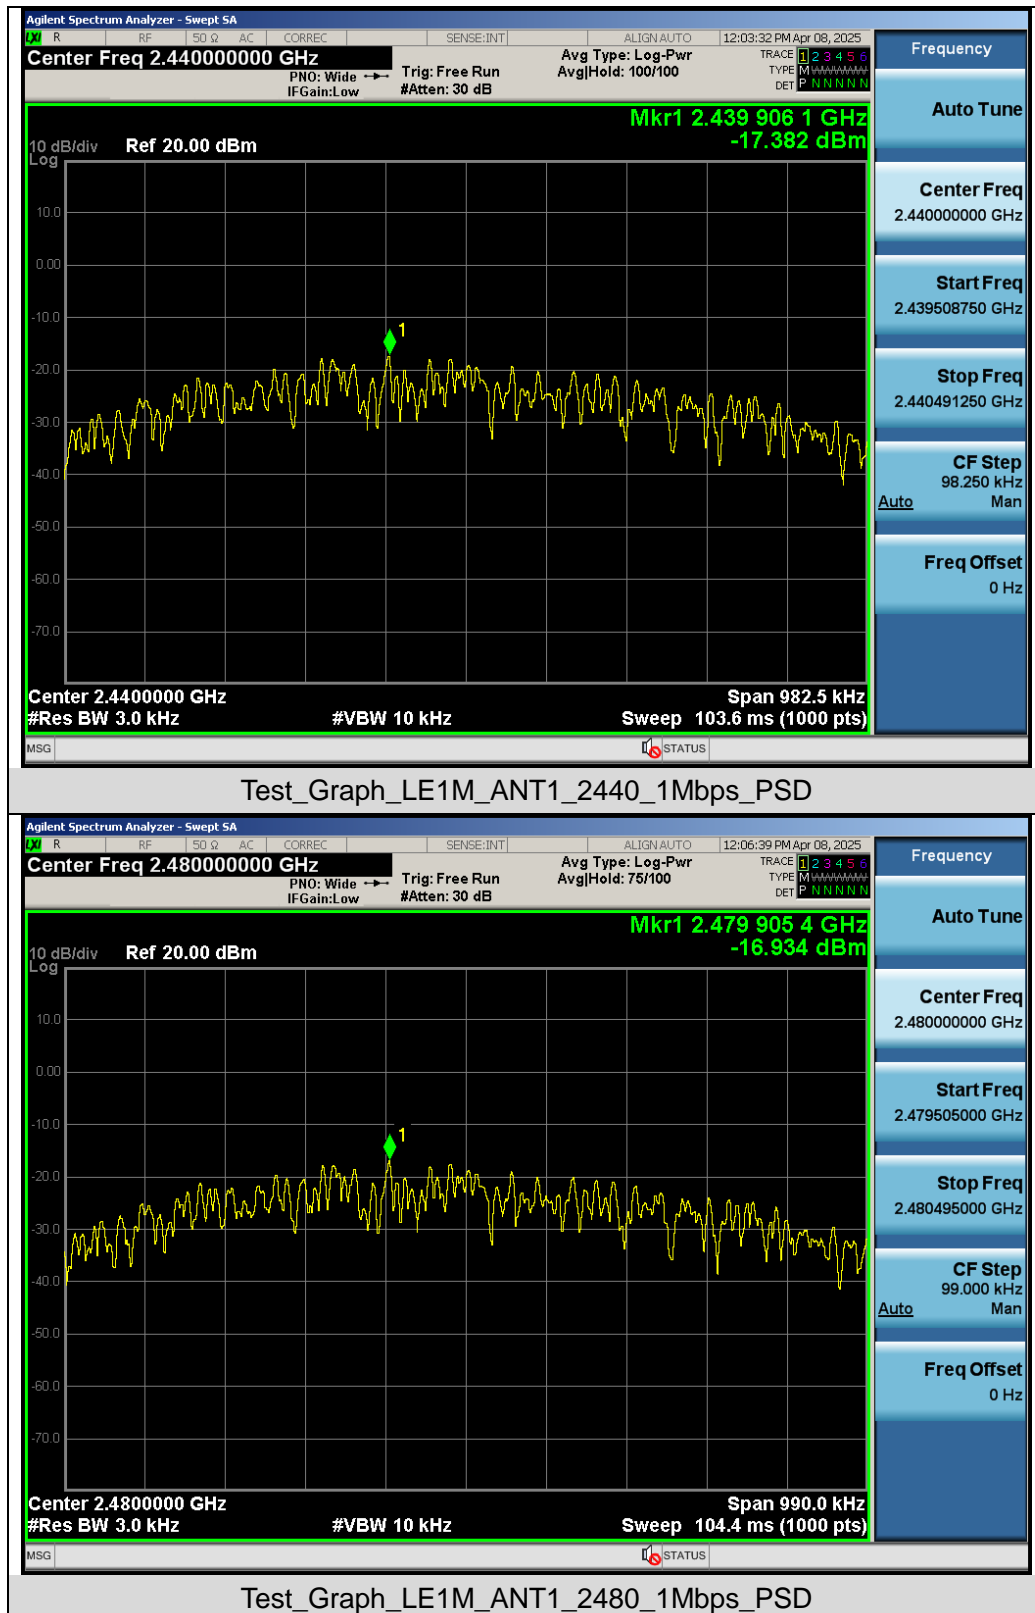 Agilent Spectrum Analyzer - Swept SA
LXI R RF 50 Ω AC CORREC SENSE:INT ALIGN AUTO 12:03:32 PM Apr 08, 2025
Center Freq 2.440000000 GHz
PNO: Wide
IFGain:Low
Trig: Free Run
#Atten: 30 dB
Avg Type: Log-Pwr
Avg|Hold: 100/100
TRACE 1 2 3 4 5 6
TYPE M WWWWW
DET P N N N N N
Mkr1 2.439 906 1 GHz
-17.382 dBm
10 dB/div Ref 20.00 dBm
Log
10.0
0.00
-10.0
1
-20.0
-30.0
-40.0
-50.0
-60.0
-70.0
Center 2.4400000 GHz Span 982.5 kHz
#Res BW 3.0 kHz #VBW 10 kHz Sweep 103.6 ms (1000 pts)
MSG STATUS
Frequency
Auto Tune
Center Freq
2.440000000 GHz
Start Freq
2.439508750 GHz
Stop Freq
2.440491250 GHz
CF Step
98.250 kHz
Auto Man
Freq Offset
0 Hz
Test_Graph_LE1M_ANT1_2440_1Mbps_PSD
Agilent Spectrum Analyzer - Swept SA
LXI R RF 50 Ω AC CORREC SENSE:INT ALIGN AUTO 12:06:39 PM Apr 08, 2025
Center Freq 2.480000000 GHz
PNO: Wide
IFGain:Low
Trig: Free Run
#Atten: 30 dB
Avg Type: Log-Pwr
Avg|Hold: 75/100
TRACE 1 2 3 4 5 6
TYPE M WWWWW
DET P N N N N N
Mkr1 2.479 905 4 GHz
-16.934 dBm
10 dB/div Ref 20.00 dBm
Log
10.0
0.00
-10.0
1
-20.0
-30.0
-40.0
-50.0
-60.0
-70.0
Center 2.4800000 GHz Span 990.0 kHz
#Res BW 3.0 kHz #VBW 10 kHz Sweep 104.4 ms (1000 pts)
MSG STATUS
Frequency
Auto Tune
Center Freq
2.480000000 GHz
Start Freq
2.479505000 GHz
Stop Freq
2.480495000 GHz
CF Step
99.000 kHz
Auto Man
Freq Offset
0 Hz
Test_Graph_LE1M_ANT1_2480_1Mbps_PSD